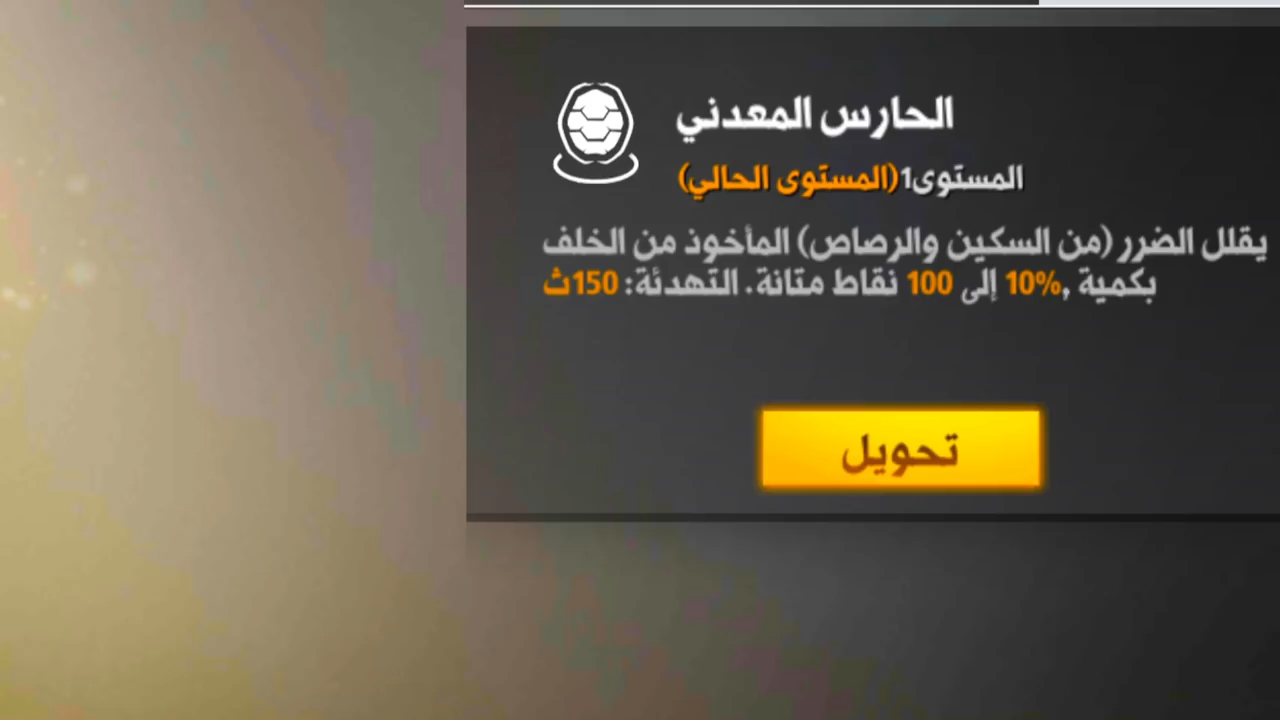 الحارس المعدني
المستوى1(المستوى الحالي)
يقلل الضرر (من السكين والرصاص) المأخوذ من الخلف
بكمية ,10% إلى 100 نقاط متانة. التهدئة: 150ث
تحويل